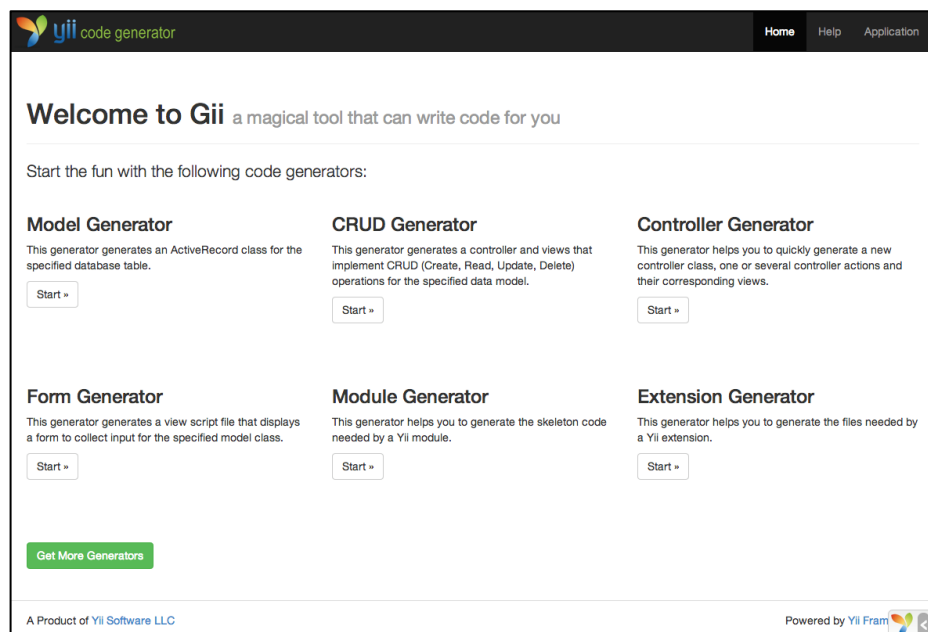 yii code generator
Home Help Application
Welcome to Gii a magical tool that can write code for you
Start the fun with the following code generators:
Model Generator
This generator generates an ActiveRecord class for the
specified database table.
Start »
CRUD Generator
This generator generates a controller and views that
implement CRUD (Create, Read, Update, Delete)
operations for the specified data model.
Start »
Controller Generator
This generator helps you to quickly generate a new
controller class, one or several controller actions and
their corresponding views.
Start »
Form Generator
This generator generates a view script file that displays
a form to collect input for the specified model class.
Start »
Module Generator
This generator helps you to generate the skeleton code
needed by a Yii module.
Start »
Extension Generator
This generator helps you to generate the files needed by
a Yii extension.
Start »
Get More Generators
A Product of Yii Software LLC
Powered by Yii Fram